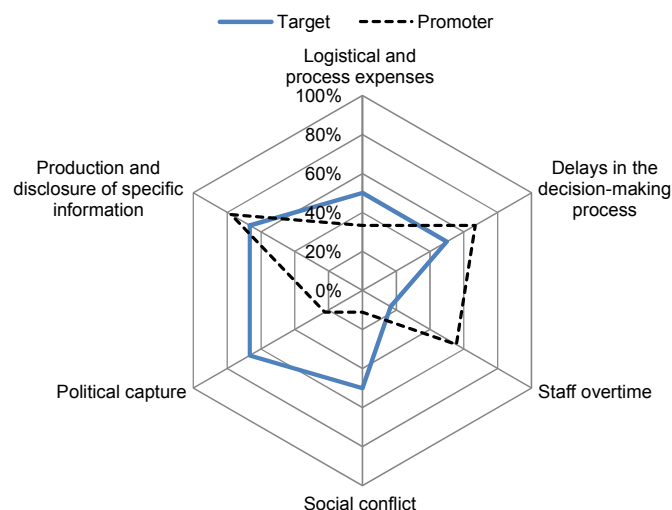 Target
Promoter
Logistical and
process expenses
100%
80%
60%
40%
20%
0%
Delays in the
decision-making
process
Staff overtime
Social conflict
Political capture
Production and
disclosure of specific
information